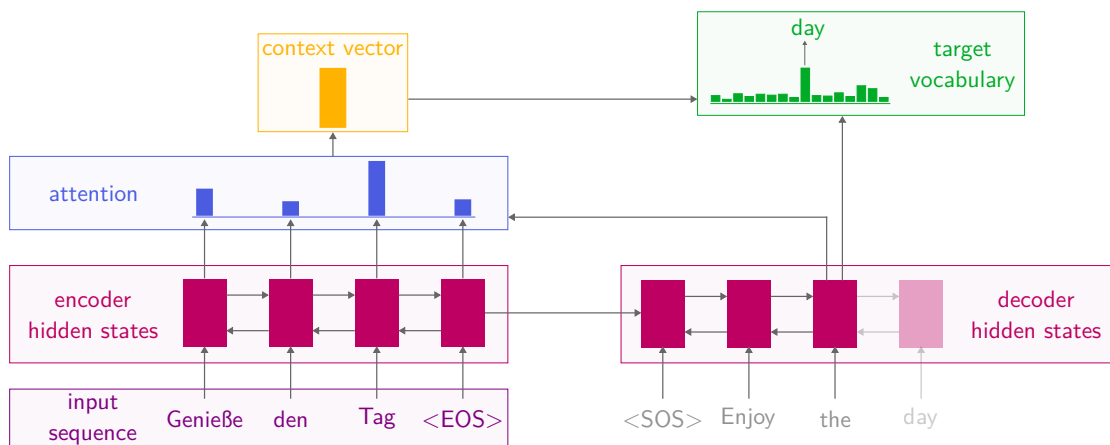 context vector
day
target
vocabulary
attention
encoder
hidden states
decoder
hidden states
input
sequence
Genieße den Tag <EOS>
<SOS> Enjoy the day